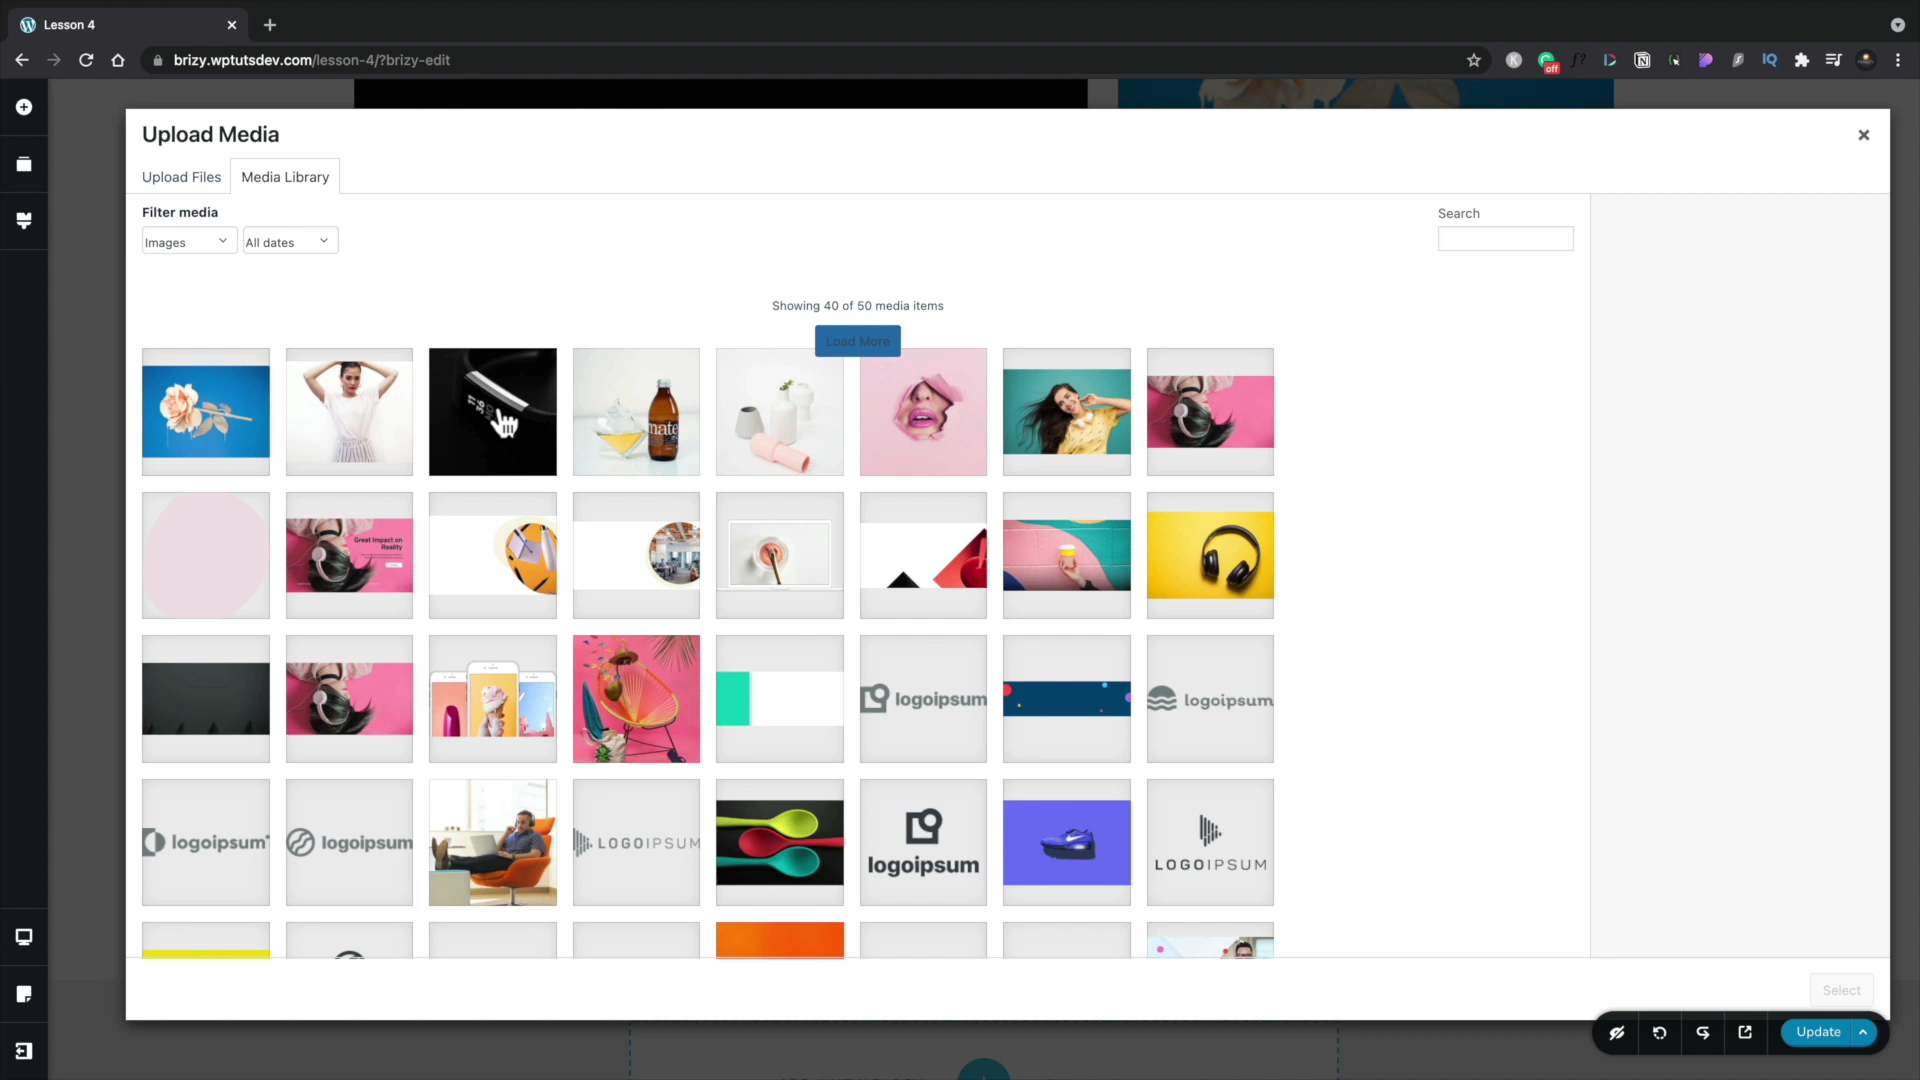 Lesson 4
brizy.wptutsdev.com/lesson-4/?brizy-edit
off
IQ
Upload Media
Upload Files
Media Library
Filter media
Search
Images
All dates
Showing 40 of 50 media items
Load More
mate
Great Impact on
Reality
logoipsum
logoipsum
logoipsum
logoipsum
LOGOIPSUM
logoipsum
LOGOIPSUM
Select
Update